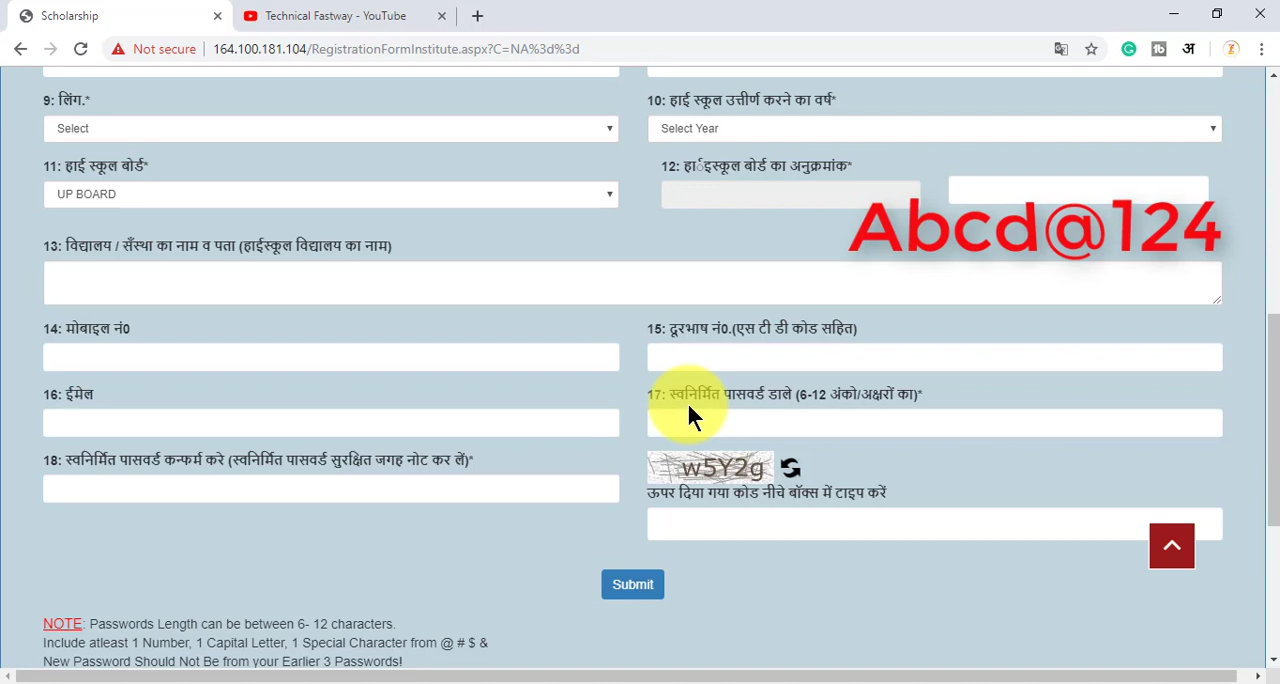 Scholarship
Technical Fastway - YouTube
Not secure
164.100.181.104/RegistrationFormInstitute.aspx?C=NA%3d%3d
अ
9: लिंग.*
10: हाई स्कूल उत्तीर्ण करने का वर्ष*
Select
Select Year
11: हाई स्कूल बोर्ड*
12: हार्इस्कूल बोर्ड का अनुक्रमांक*
UP BOARD
Abcd@124
13: विद्यालय / सँस्था का नाम व पता (हाईस्कूल विद्यालय का नाम)
14: मोबाइल नं0
15: दूरभाष नं0.(एस टी डी कोड सहित)
16: ईमेल
17: स्वनिर्मित पासवर्ड डाले (6-12 अंको/अक्षरों का)*
18: स्वनिर्मित पासवर्ड कन्फर्म करे (स्वनिर्मित पासवर्ड सुरक्षित जगह नोट कर लें)*
w5Y2g
ऊपर दिया गया कोड नीचे बॉक्स में टाइप करें
Submit
NOTE: Passwords Length can be between 6- 12 characters.
Include atleast 1 Number, 1 Capital Letter, 1 Special Character from @ # $ &
New Password Should Not Be from your Earlier 3 Passwords!